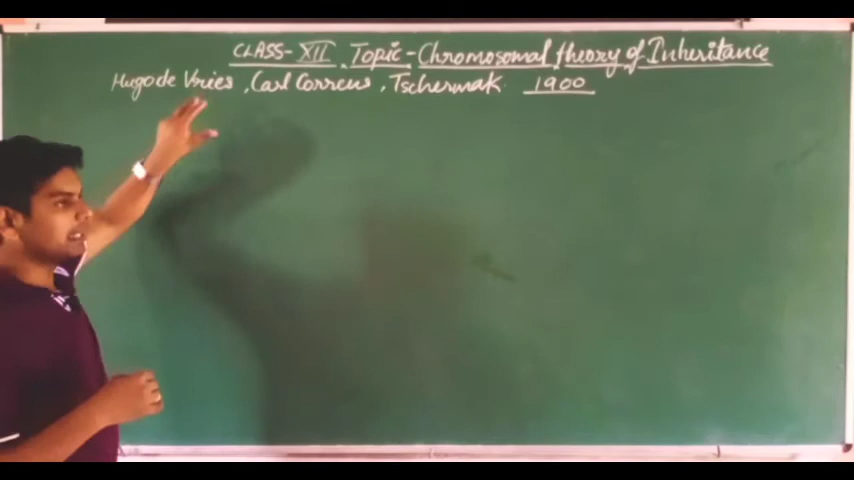 CLASS-XII Topic-Chromosomal theory of Inheritance
Hugo de Vries, Carl Correns, Tschermak 1900